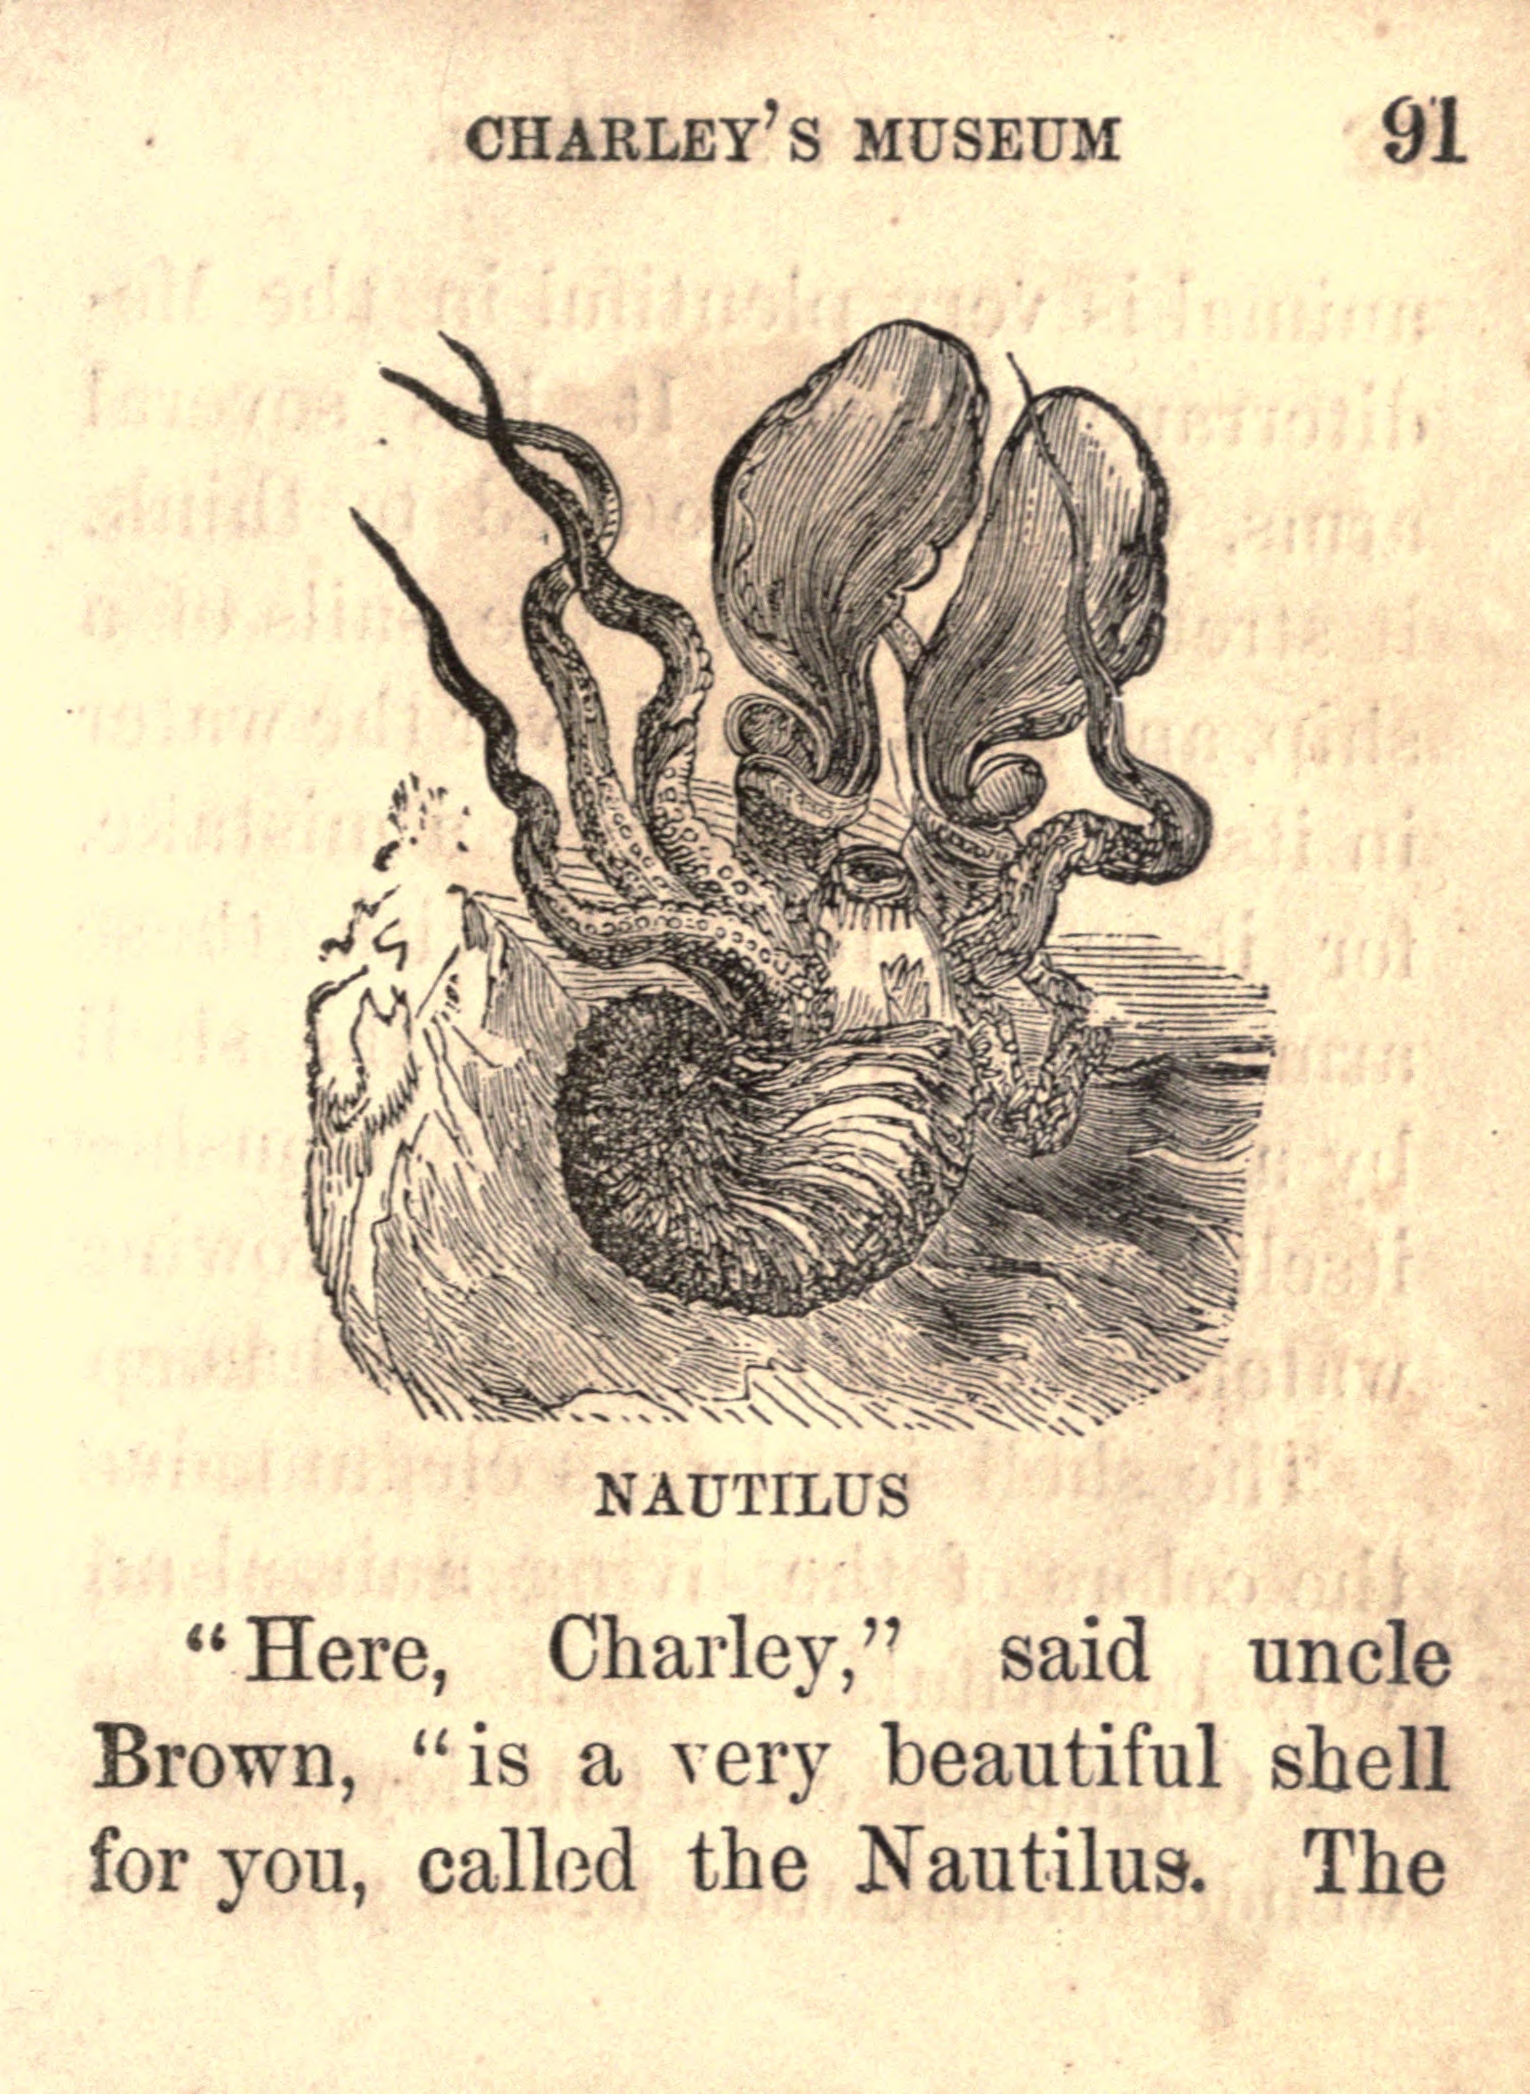 CHARLEY'S MUSEUM 91
NAUTILUS
“Here, Charley,” said uncle
Brown, “is a very beautiful shell
for you, called the Nautilus. The